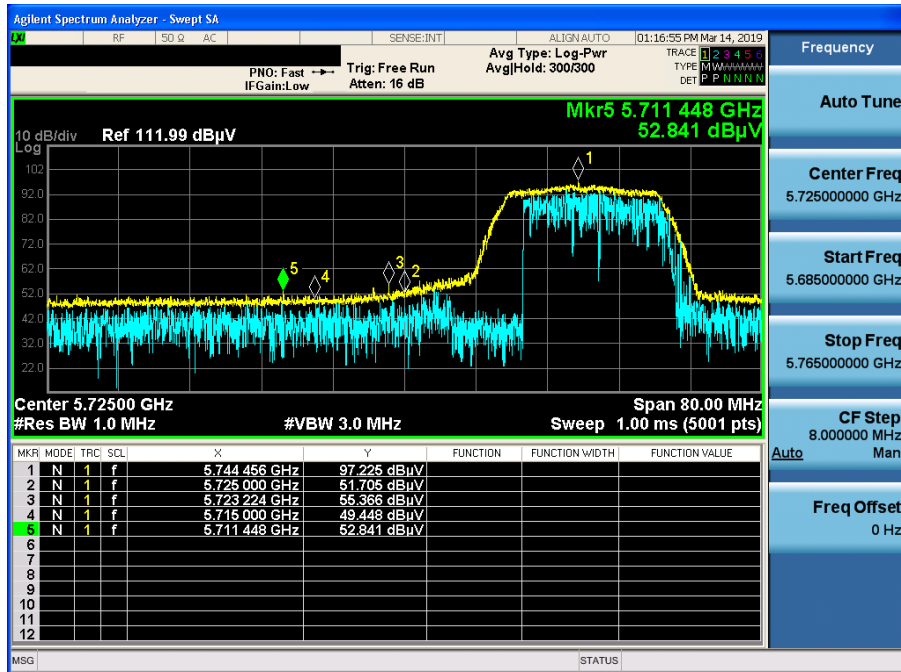 Agilent Spectrum Analyzer - Swept SA
LXI RF 50 Ω AC SENSE:INT ALIGN AUTO 01:16:55 PM Mar 14, 2019
PNO: Fast Trig: Free Run Avg Type: Log-Pwr TRACE 1 2 3 4 5 6
IFGain:Low Atten: 16 dB Avg|Hold: 300/300 TYPE M W W W W W
DET P P N N N N
Frequency
Mkr5 5.711 448 GHz
52.841 dBµV
10 dB/div Ref 111.99 dBµV
Log
102
92.0
82.0
72.0
62.0
52.0
42.0
32.0
22.0
1
5
4
3
2
Center 5.72500 GHz Span 80.00 MHz
#Res BW 1.0 MHz #VBW 3.0 MHz Sweep 1.00 ms (5001 pts)
MKR MODE TRC SCL X Y FUNCTION FUNCTION WIDTH FUNCTION VALUE
1 N 1 f 5.744 456 GHz 97.225 dBµV
2 N 1 f 5.725 000 GHz 51.705 dBµV
3 N 1 f 5.723 224 GHz 55.366 dBµV
4 N 1 f 5.715 000 GHz 49.448 dBµV
5 N 1 f 5.711 448 GHz 52.841 dBµV
6
7
8
9
10
11
12
Auto Tune
Center Freq
5.725000000 GHz
Start Freq
5.685000000 GHz
Stop Freq
5.765000000 GHz
CF Step
8.000000 MHz
Auto Man
Freq Offset
0 Hz
MSG STATUS